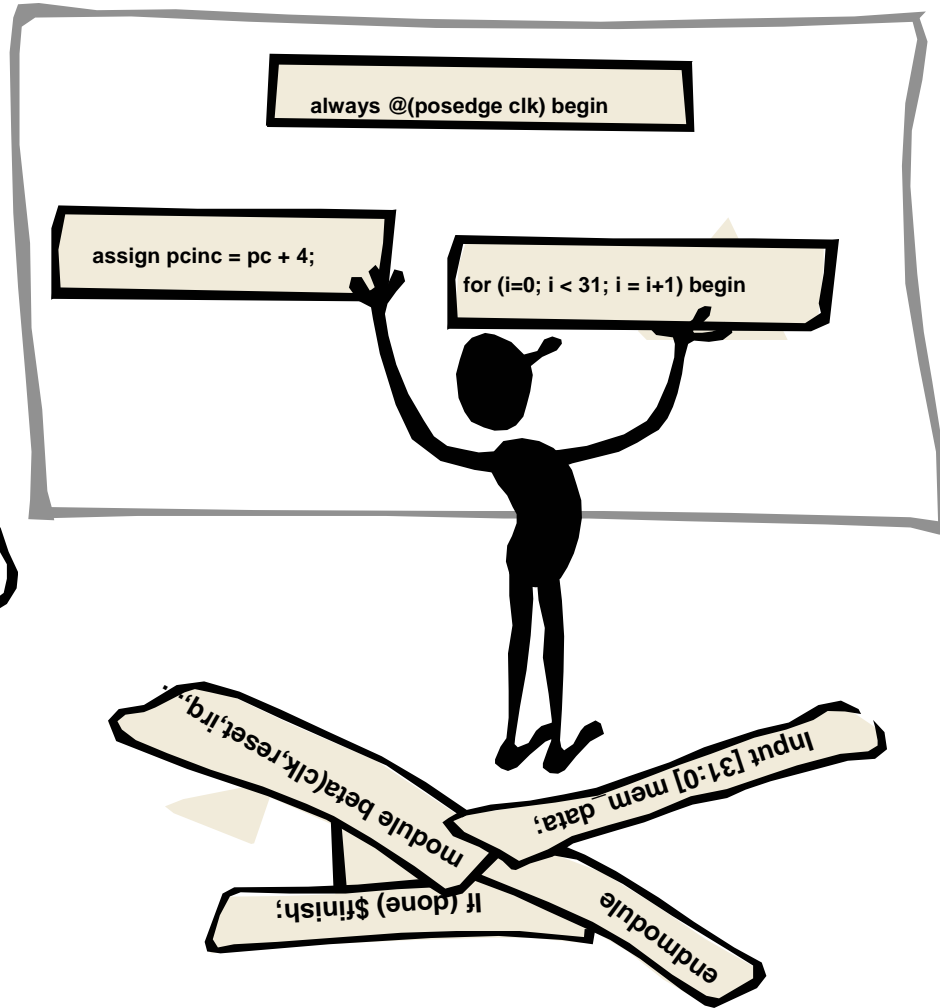 always @(posedge clk) begin
assign pcinc = pc + 4;
for (i=0; i < 31; i = i+1) begin
module beta(clk,reset,irq,…
Input [31:0] mem_data;
If (done) $finish;
endmodule